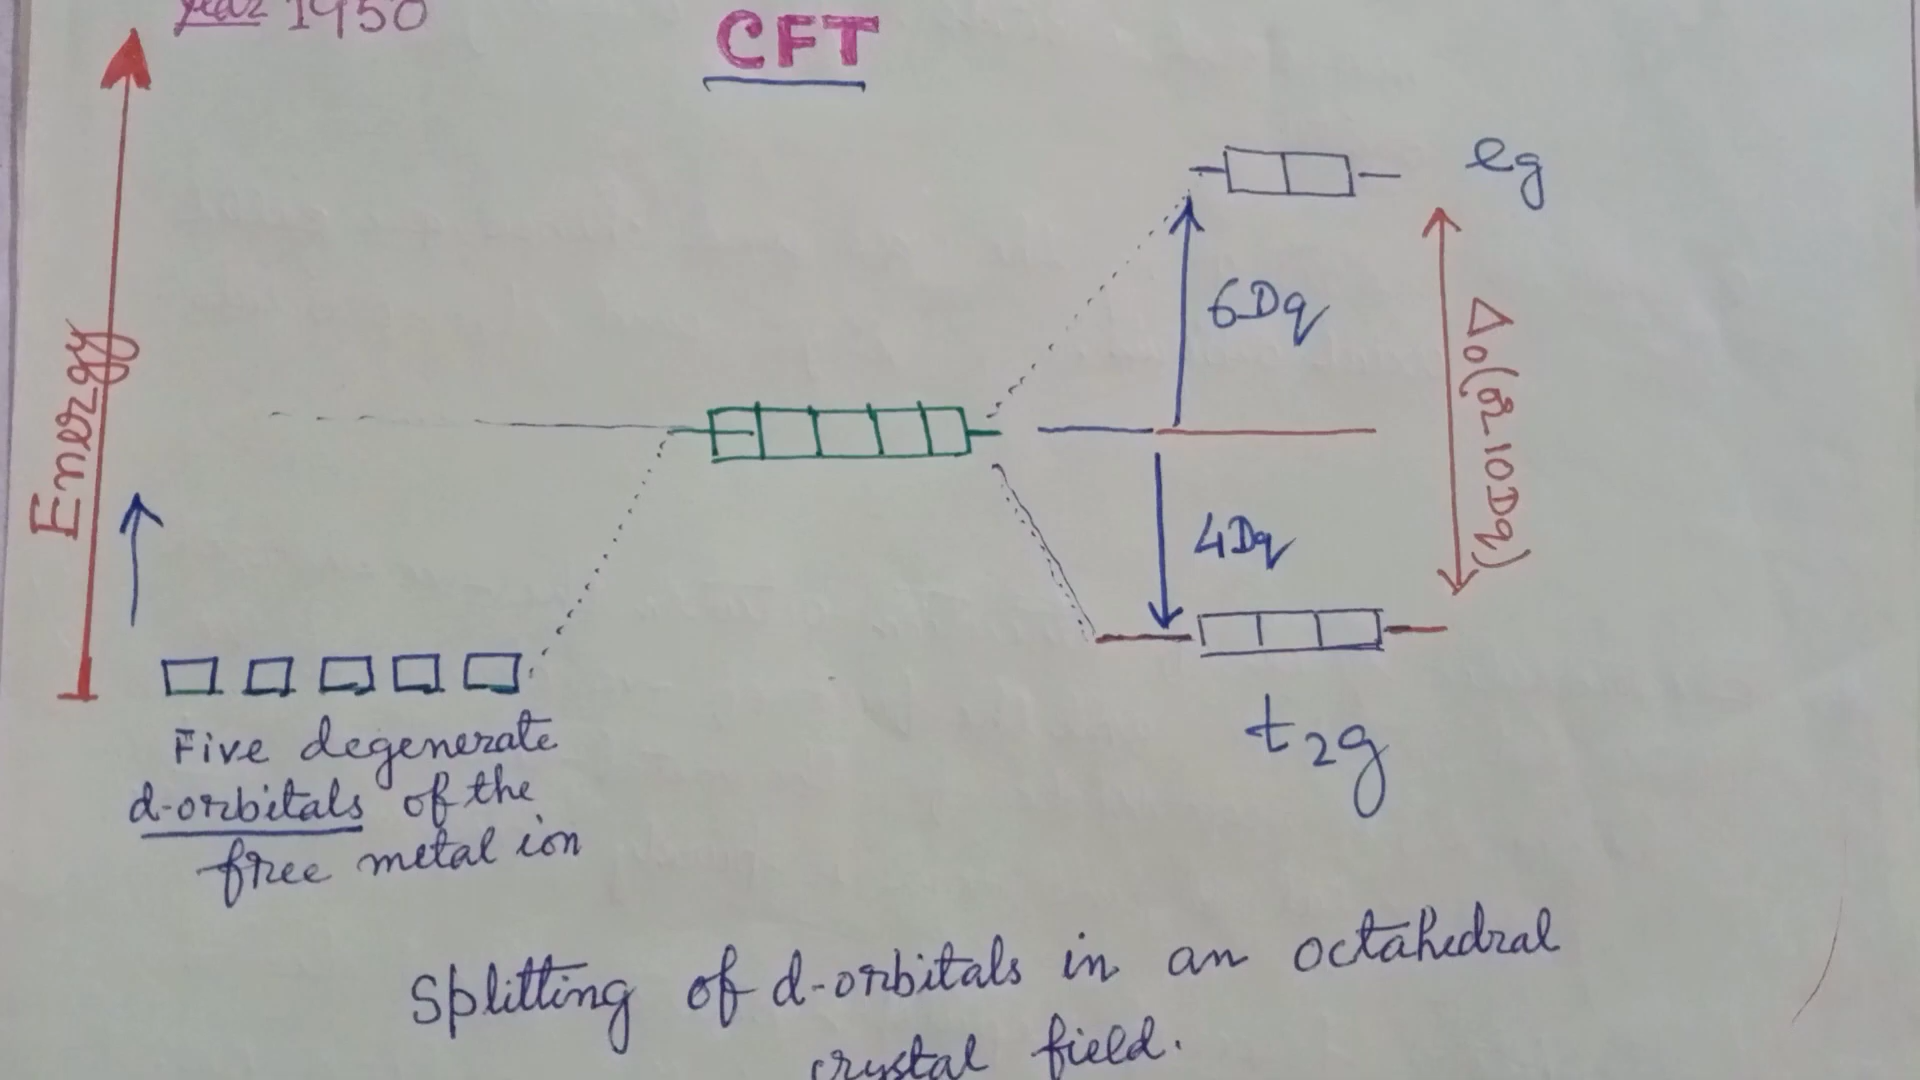 year 1950
CFT
eg
6Dq
Δo(or 10Dq)
Energy
4Dq
t2g
Five degenerate
d-orbitals of the
free metal ion
Splitting of d-orbitals in an octahedral
crystal field.